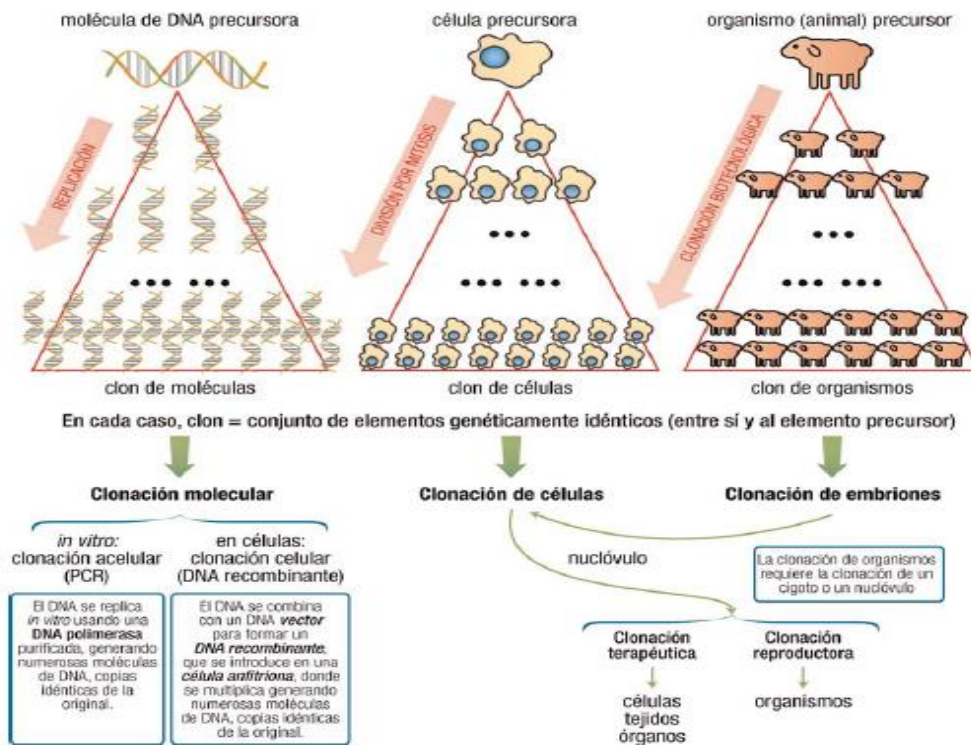 molécula de DNA precursora
célula precursora
organismo (animal) precursor
REPLICACIÓN
DIVISIÓN POR MITOSIS
CLONACIÓN BIOTECNOLÓGICA
clon de moléculas
clon de células
clon de organismos
En cada caso, clon = conjunto de elementos genéticamente idénticos (entre sí y al elemento precursor)
Clonación molecular
in vitro:
clonación acelular
(PCR)
El DNA se replica
in vitro usando una
DNA polimerasa
purificada, generando
numerosas moléculas
de DNA, copias
idénticas de la
original.
en células:
clonación celular
(DNA recombinante)
El DNA se combina
con un DNA vector
para formar un
DNA recombinante,
que se introduce en una
célula anfitriona, donde
se multiplica generando
numerosas moléculas
de DNA, copias idénticas
de la original.
Clonación de células
Clonación de embriones
nuclóvulo
La clonación de organismos
requiere la clonación de un
cigoto o un nuclóvulo
Clonación
terapéutica
células
tejidos
órganos
Clonación
reproductora
organismos